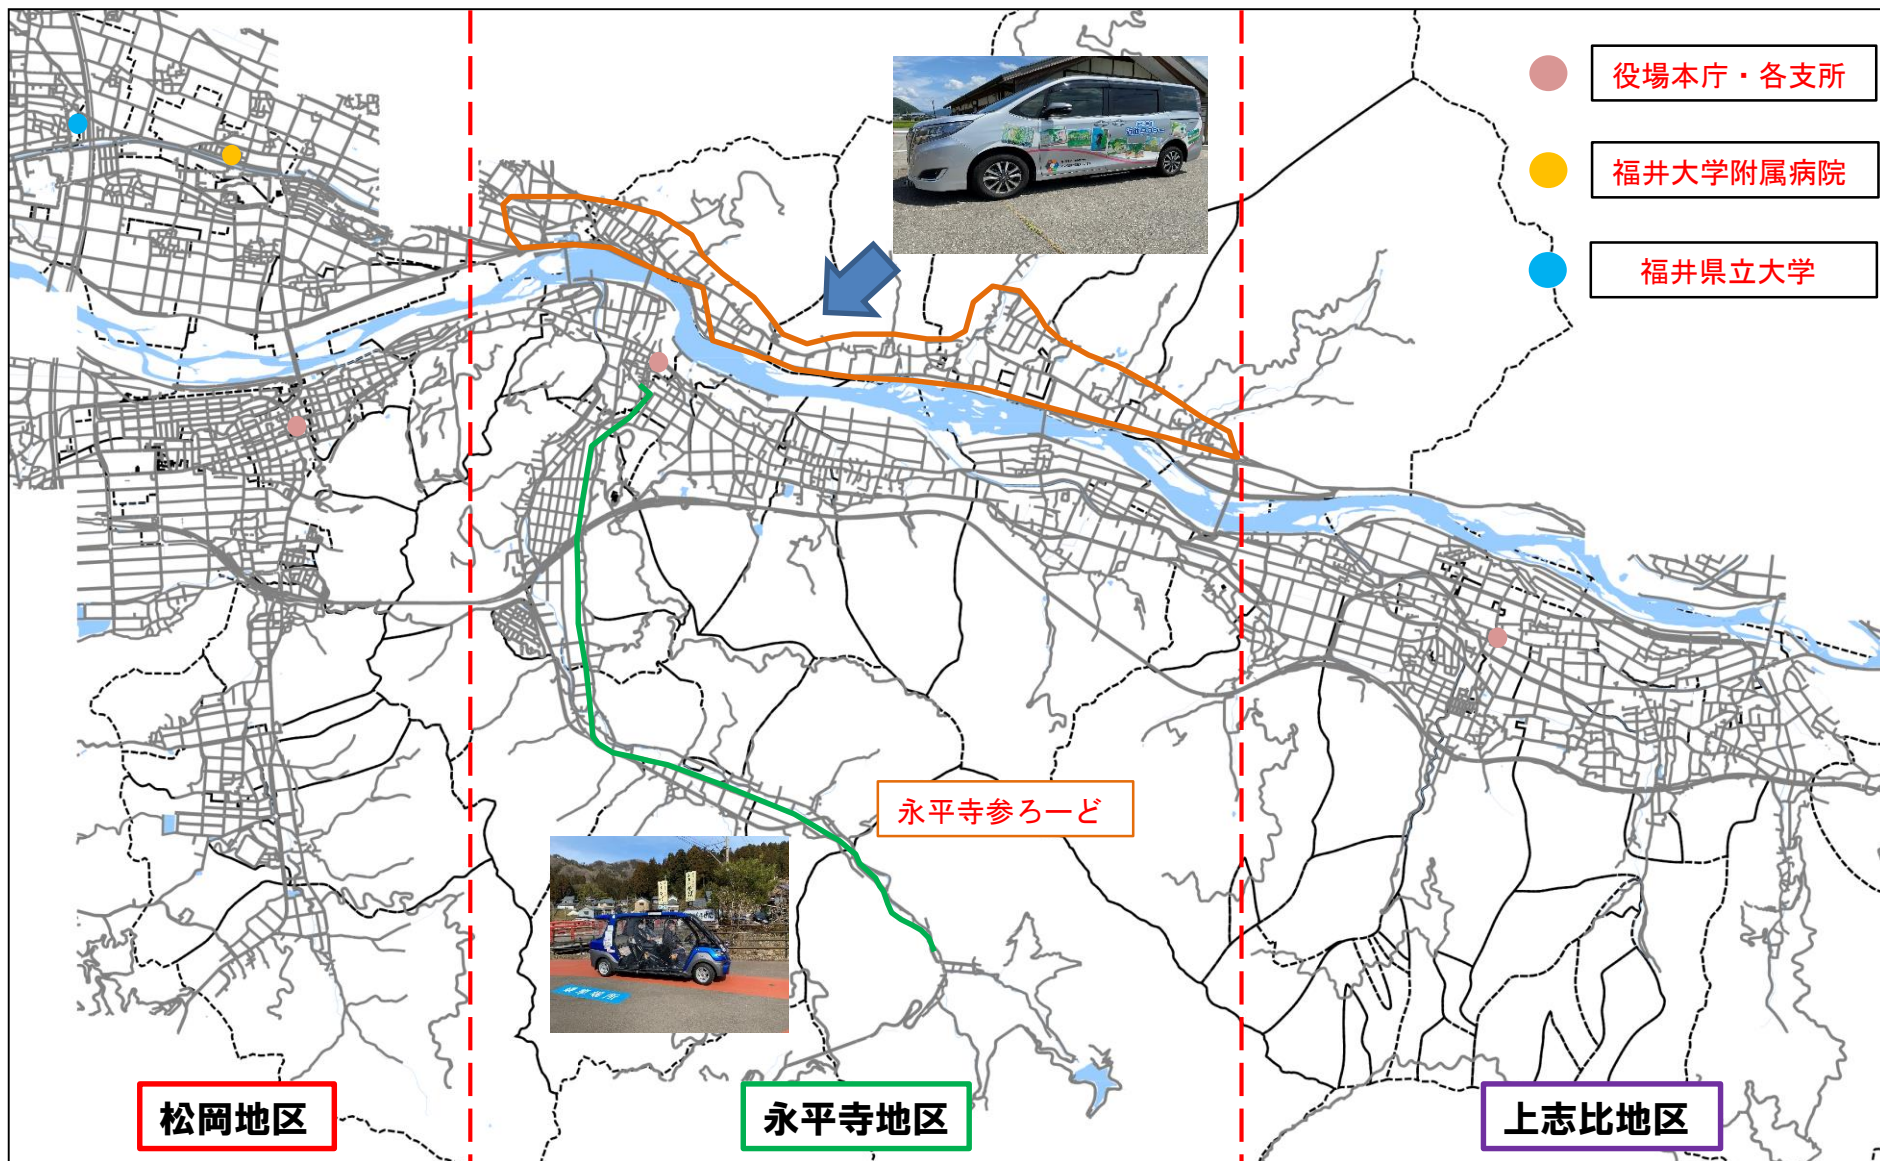 役場本庁・各支所
福井大学附属病院
福井県立大学
永平寺参ろーど
松岡地区
永平寺地区
上志比地区